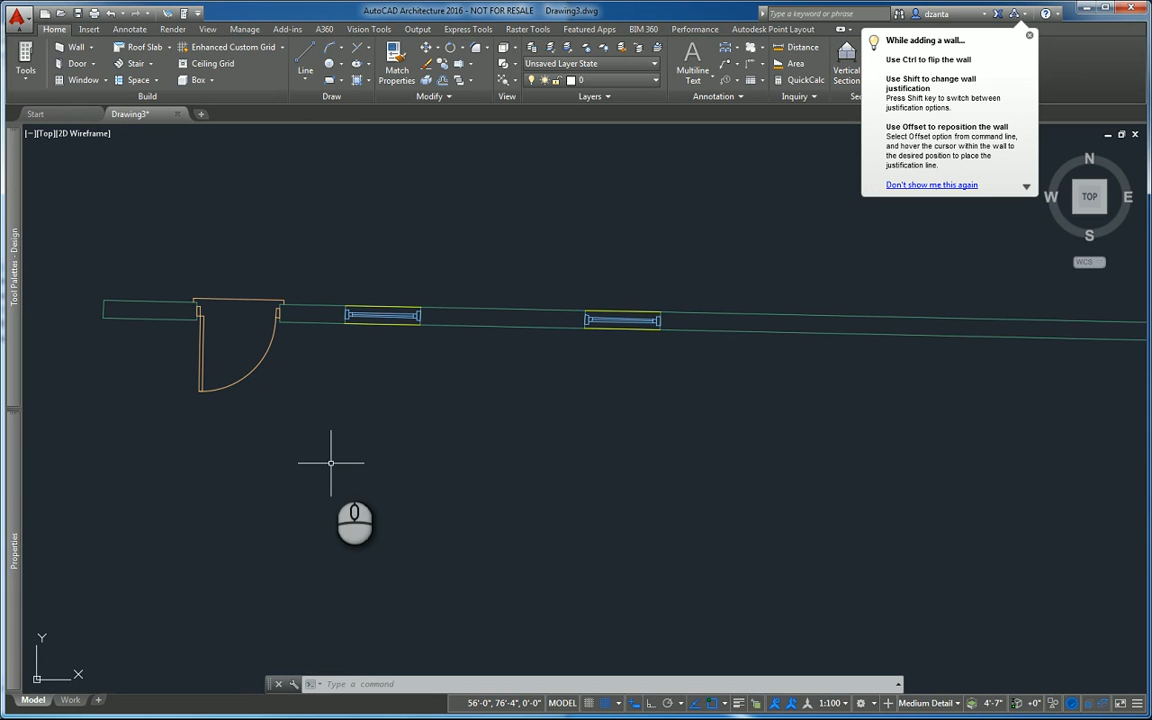 AutoCAD Architecture 2016 - NOT FOR RESALE Drawing3.dwg
Type a keyword or phrase
dzanta
Home Insert Annotate Render View Manage Add-ins A360 Vision Tools Output Express Tools Raster Tools Featured Apps BIM 360 Performance Autodesk Point Layout
Tools
Wall
Door
Window
Roof Slab
Stair
Space
Enhanced Custom Grid
Ceiling Grid
Box
Line
Match
Properties
Unsaved Layer State
0
Multiline
Text
Distance
Area
QuickCalc
Vertical
Section
Build Draw Modify View Layers Annotation Inquiry
Start Drawing3*
[−][Top][2D Wireframe]
While adding a wall...
Use Ctrl to flip the wall
Use Shift to change wall
justification
Press Shift key to switch between
justification options.
Use Offset to reposition the wall
Select Offset option from command line,
and hover the cursor within the wall to
the desired position to place the
justification line.
Don't show me this again
N
W TOP E
S
WCS
Tool Palettes - Design
Properties
Y
X
Type a command
Model Work
56'-0", 76'-4", 0'-0" MODEL 1:100 Medium Detail 4'-7" +0"